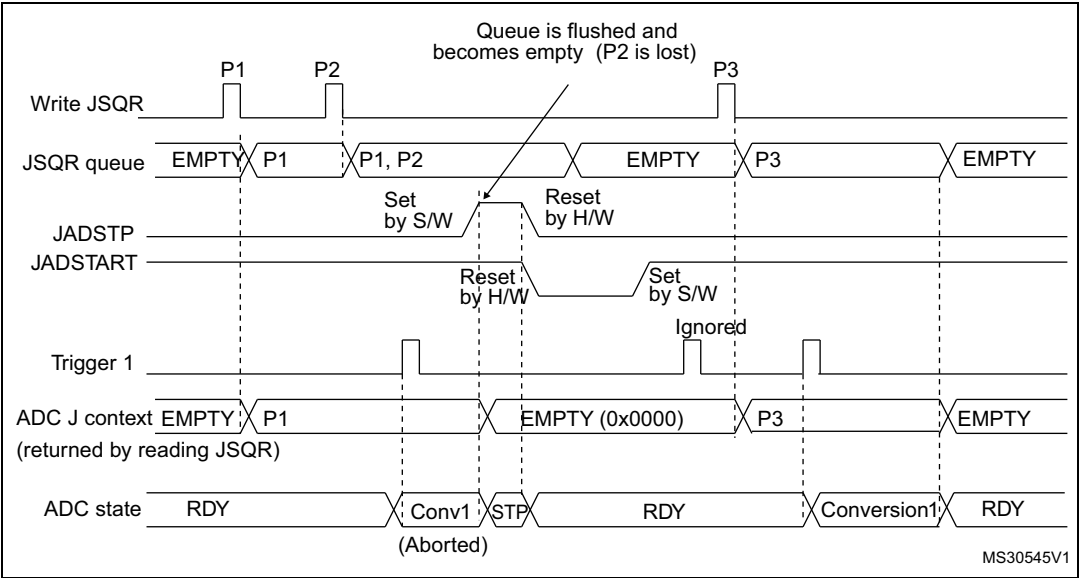 Queue is flushed and
becomes empty (P2 is lost)
P1 P2 P3
Write JSQR
JSQR queue EMPTY P1 P1, P2 EMPTY P3 EMPTY
Set
by S/W
Reset
by H/W
JADSTP
JADSTART
Reset
by H/W
Set
by S/W
Ignored
Trigger 1
ADC J context EMPTY P1 EMPTY (0x0000) P3 EMPTY
(returned by reading JSQR)
ADC state RDY Conv1 STP RDY Conversion1 RDY
(Aborted)
MS30545V1